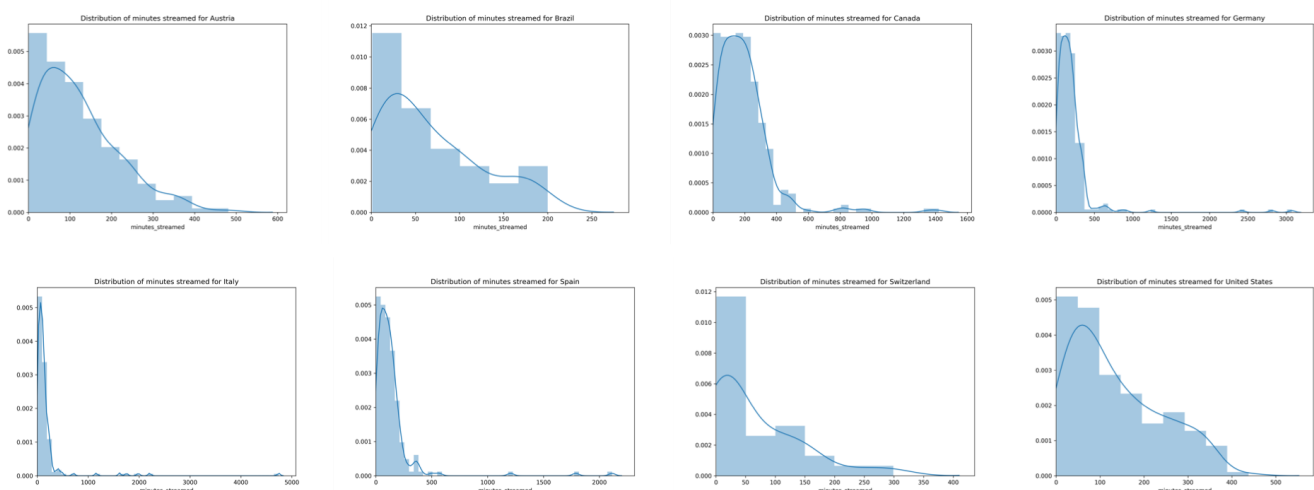 Distribution of minutes streamed for Austria
0.005
0.004
0.003
0.002
0.001
0.000
0 100 200 300 400 500
minutes_streamed
Distribution of minutes streamed for Brazil
0.012
0.010
0.008
0.006
0.004
0.002
0.000
0 50 100 150 200 250
minutes_streamed
Distribution of minutes streamed for Canada
0.0030
0.0025
0.0020
0.0015
0.0010
0.0005
0.0000
0 200 400 600 800 1000 1200 1400 1600
minutes_streamed
Distribution of minutes streamed for Germany
0.0030
0.0025
0.0020
0.0015
0.0010
0.0005
0.0000
0 500 1000 1500 2000 2500 3000
minutes_streamed
Distribution of minutes streamed for Italy
0.005
0.004
0.003
0.002
0.001
0.000
0 1000 2000 3000 4000 5000
minutes_streamed
Distribution of minutes streamed for Spain
0.005
0.004
0.003
0.002
0.001
0.000
0 500 1000 1500 2000
minutes_streamed
Distribution of minutes streamed for Switzerland
0.012
0.010
0.008
0.006
0.004
0.002
0.000
0 50 100 150 200 250 300 350 400
minutes_streamed
Distribution of minutes streamed for United States
0.005
0.004
0.003
0.002
0.001
0.000
0 100 200 300 400 500
minutes_streamed